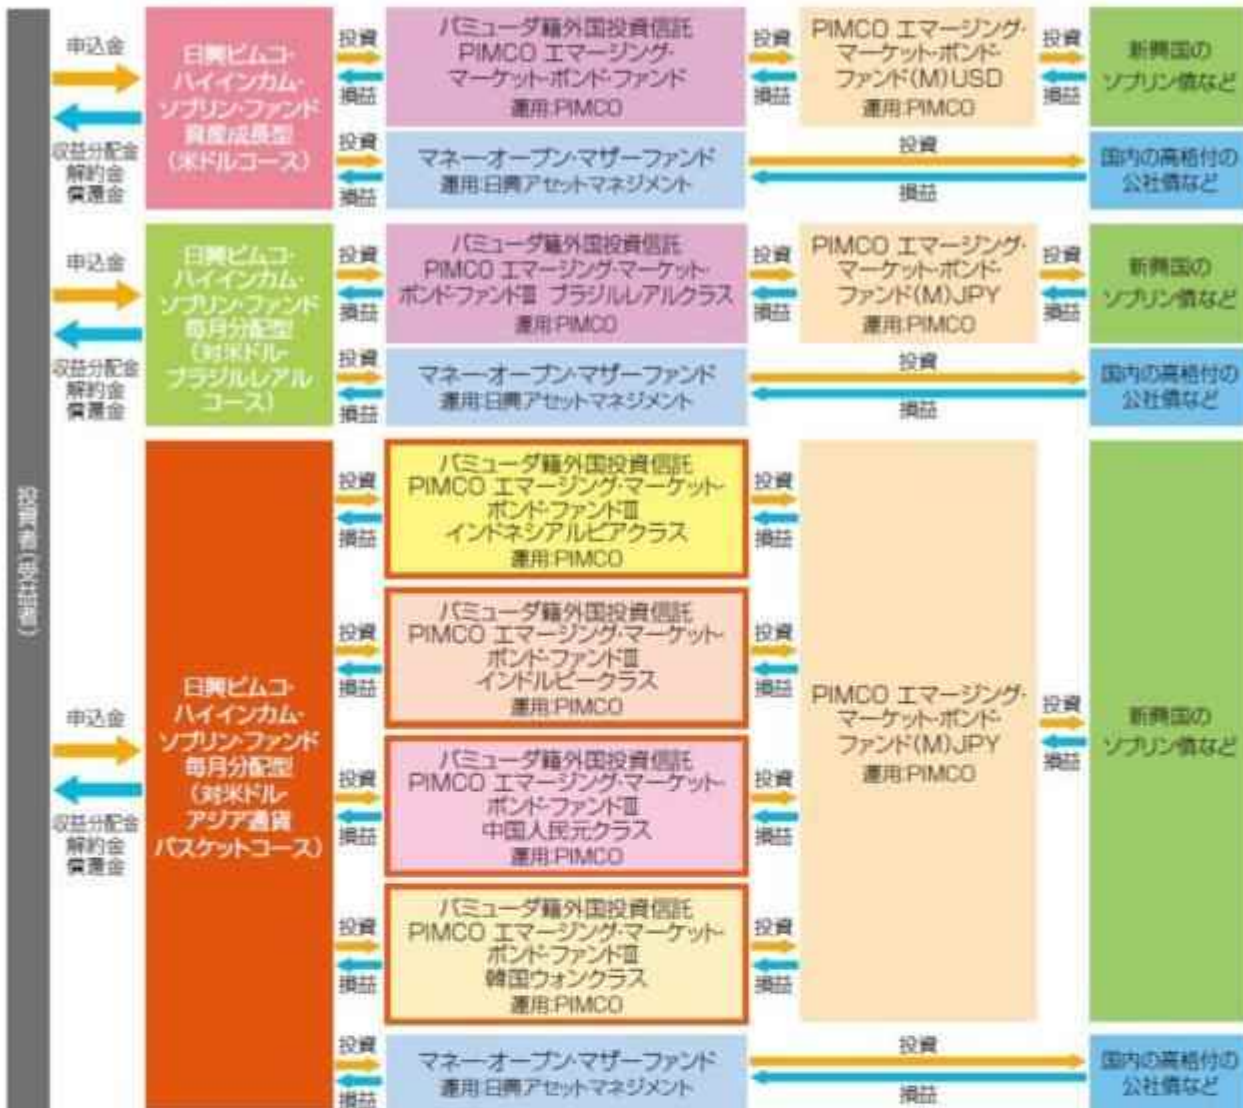 投資者(受益者)
申込金
収益分配金
解約金
償還金
日興ピムコ・
ハイインカム・
ソブリン・ファンド
資産成長型
(米ドルコース)
投資
損益
バミューダ籍外国投資信託
PIMCO エマージング・
マーケット・ボンド・ファンド
運用:PIMCO
投資
損益
PIMCO エマージング・
マーケット・ボンド・
ファンド(M)USD
運用:PIMCO
投資
損益
新興国の
ソブリン債など
投資
損益
マネー・オープン・マザーファンド
運用:日興アセットマネジメント
投資
損益
国内の高格付の
公社債など
申込金
収益分配金
解約金
償還金
日興ピムコ・
ハイインカム・
ソブリン・ファンド
毎月分配型
(対米ドル・
ブラジルレアル
コース)
投資
損益
バミューダ籍外国投資信託
PIMCO エマージング・マーケット・
ボンド・ファンドⅢ ブラジルレアルクラス
運用:PIMCO
投資
損益
PIMCO エマージング・
マーケット・ボンド・
ファンド(M)JPY
運用:PIMCO
投資
損益
新興国の
ソブリン債など
投資
損益
マネー・オープン・マザーファンド
運用:日興アセットマネジメント
投資
損益
国内の高格付の
公社債など
申込金
収益分配金
解約金
償還金
日興ピムコ・
ハイインカム・
ソブリン・ファンド
毎月分配型
(対米ドル・
アジア通貨
バスケットコース)
投資
損益
バミューダ籍外国投資信託
PIMCO エマージング・マーケット・
ボンド・ファンドⅢ
インドネシアルピアクラス
運用:PIMCO
投資
損益
投資
損益
バミューダ籍外国投資信託
PIMCO エマージング・マーケット・
ボンド・ファンドⅢ
インドルピークラス
運用:PIMCO
投資
損益
投資
損益
バミューダ籍外国投資信託
PIMCO エマージング・マーケット・
ボンド・ファンドⅢ
中国人民元クラス
運用:PIMCO
投資
損益
投資
損益
バミューダ籍外国投資信託
PIMCO エマージング・マーケット・
ボンド・ファンドⅢ
韓国ウォンクラス
運用:PIMCO
投資
損益
PIMCO エマージング・
マーケット・ボンド・
ファンド(M)JPY
運用:PIMCO
投資
損益
新興国の
ソブリン債など
投資
損益
マネー・オープン・マザーファンド
運用:日興アセットマネジメント
投資
損益
国内の高格付の
公社債など